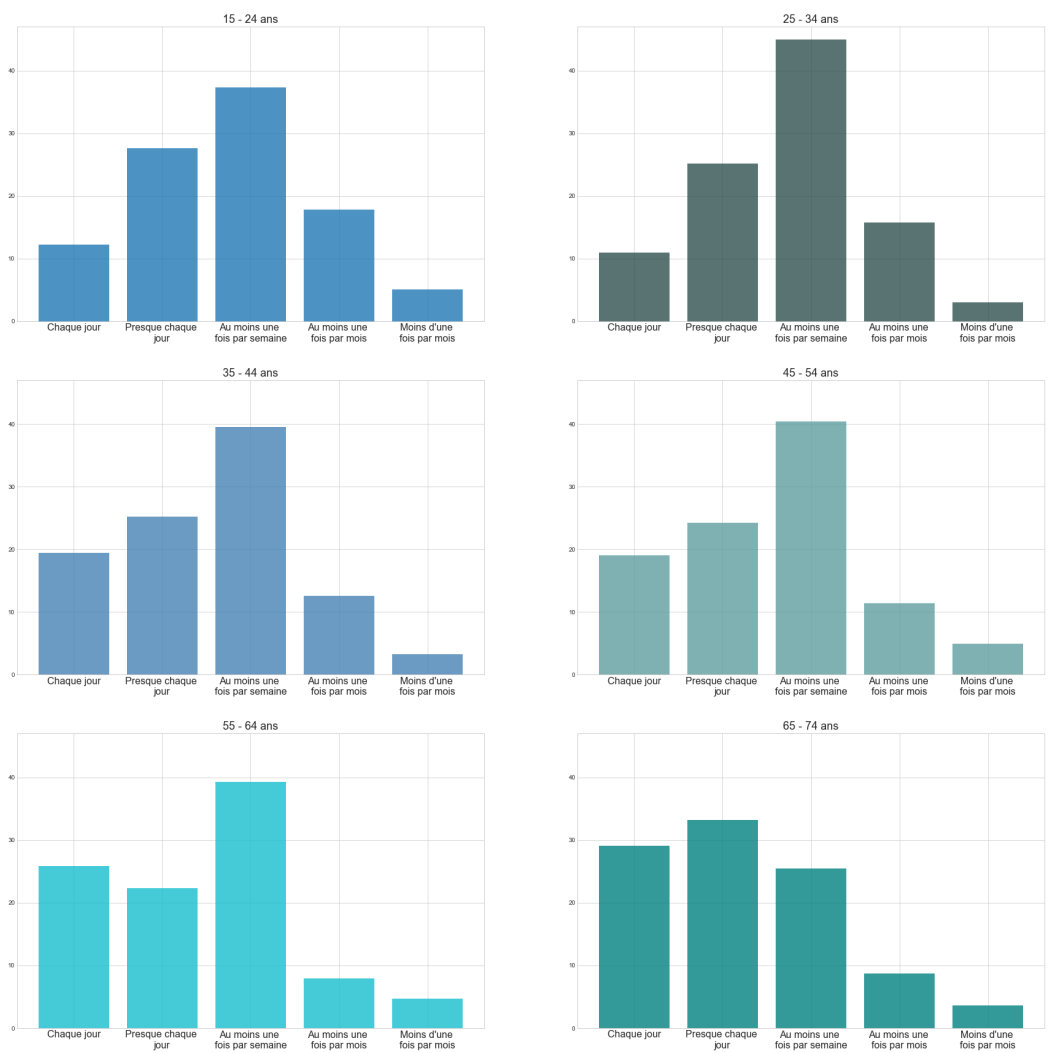 15 - 24 ans
40
30
20
10
0
Chaque jour
Presque chaque
jour
Au moins une
fois par semaine
Au moins une
fois par mois
Moins d'une
fois par mois
25 - 34 ans
40
30
20
10
0
Chaque jour
Presque chaque
jour
Au moins une
fois par semaine
Au moins une
fois par mois
Moins d'une
fois par mois
35 - 44 ans
40
30
20
10
0
Chaque jour
Presque chaque
jour
Au moins une
fois par semaine
Au moins une
fois par mois
Moins d'une
fois par mois
45 - 54 ans
40
30
20
10
0
Chaque jour
Presque chaque
jour
Au moins une
fois par semaine
Au moins une
fois par mois
Moins d'une
fois par mois
55 - 64 ans
40
30
20
10
0
Chaque jour
Presque chaque
jour
Au moins une
fois par semaine
Au moins une
fois par mois
Moins d'une
fois par mois
65 - 74 ans
40
30
20
10
0
Chaque jour
Presque chaque
jour
Au moins une
fois par semaine
Au moins une
fois par mois
Moins d'une
fois par mois